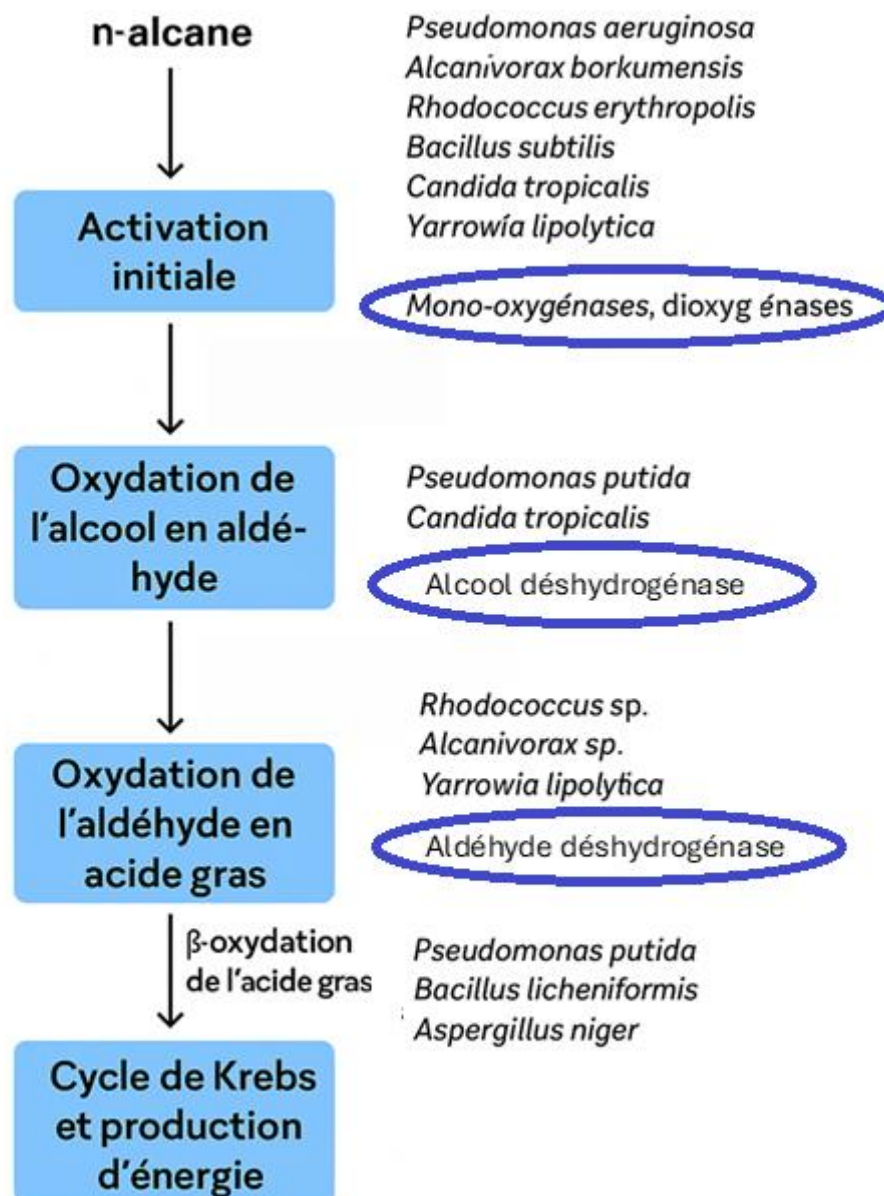 n-alcane
Pseudomonas aeruginosa
Alcanivorax borkumensis
Rhodococcus erythropolis
Bacillus subtilis
Candida tropicalis
Yarrowía lipolytica
Activation
initiale
Mono-oxygénases, dioxyg énases
Oxydation de
l'alcool en aldé-
hyde
Pseudomonas putida
Candida tropicalis
Alcool déshydrogénase
Rhodococcus sp.
Alcanivorax sp.
Yarrowia lipolytica
Oxydation de
l'aldéhyde en
acide gras
Aldéhyde déshydrogénase
β-oxydation
de l'acide gras
Pseudomonas putida
Bacillus licheniformis
Aspergillus niger
Cycle de Krebs
et production
d'énergie